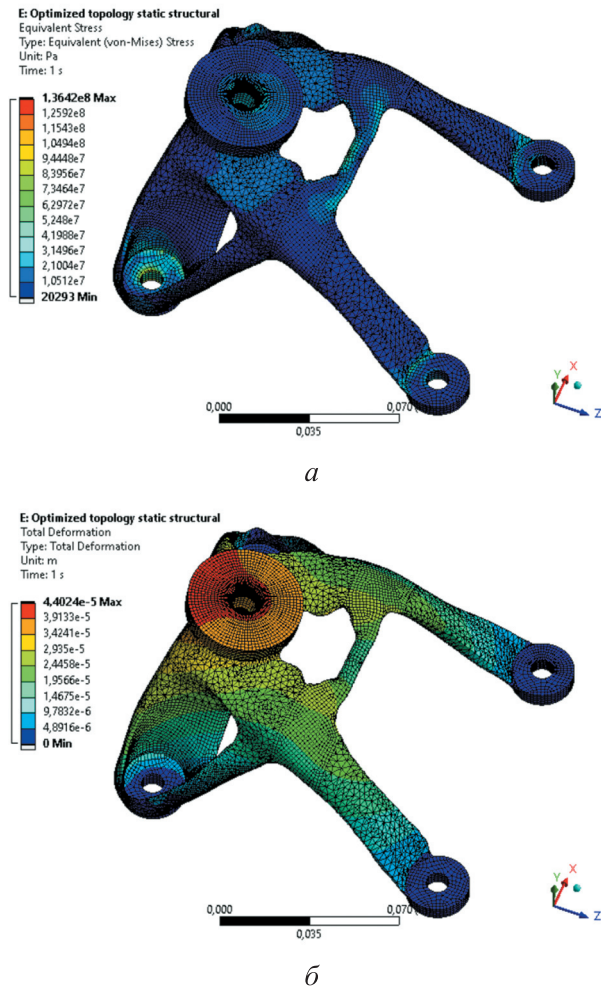 E: Optimized topology static structural
Equivalent Stress
Type: Equivalent (von-Mises) Stress
Unit: Pa
Time: 1 s
1,3642e8 Max
1,2592e8
1,1543e8
1,0494e8
9,4448e7
8,3956e7
7,3464e7
6,2972e7
5,248e7
4,1988e7
3,1496e7
2,1004e7
1,0512e7
20293 Min
0,000
0,070
0,035
Y
X
Z
а
E: Optimized topology static structural
Total Deformation
Type: Total Deformation
Unit: m
Time: 1 s
4,4024e-5 Max
3,9133e-5
3,4241e-5
2,935e-5
2,4458e-5
1,9566e-5
1,4675e-5
9,7832e-6
4,8916e-6
0 Min
0,000
0,070
0,035
Y
X
Z
б